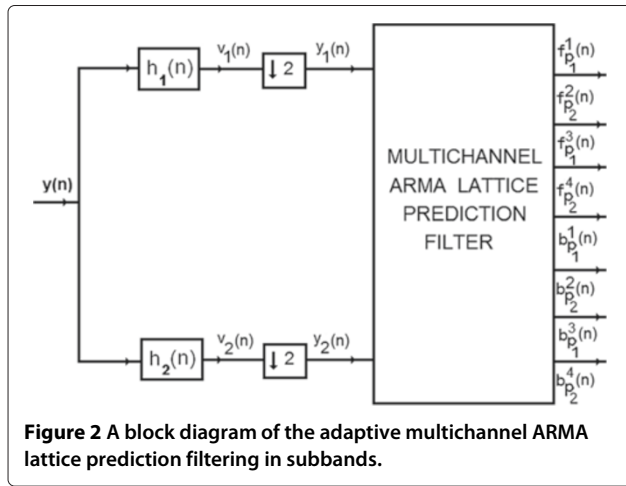 v₁(n) y₁(n)
h₁(n) ↓2
y(n)
MULTICHANNEL
ARMA LATTICE
PREDICTION
FILTER
v₂(n) y₂(n)
h₂(n) ↓2
f¹p₁(n)
f²p₂(n)
f³p₁(n)
f⁴p₂(n)
b¹p₁(n)
b²p₂(n)
b³p₁(n)
b⁴p₂(n)
Figure 2 A block diagram of the adaptive multichannel ARMA
lattice prediction filtering in subbands.